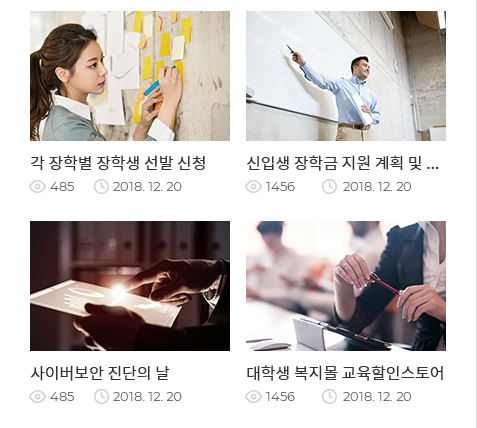 각 장학별 장학생 선발 신청
485 2018. 12. 20
신입생 장학금 지원 계획 및 ...
1456 2018. 12. 20
사이버보안 진단의 날
485 2018. 12. 20
대학생 복지몰 교육할인스토어
1456 2018. 12. 20